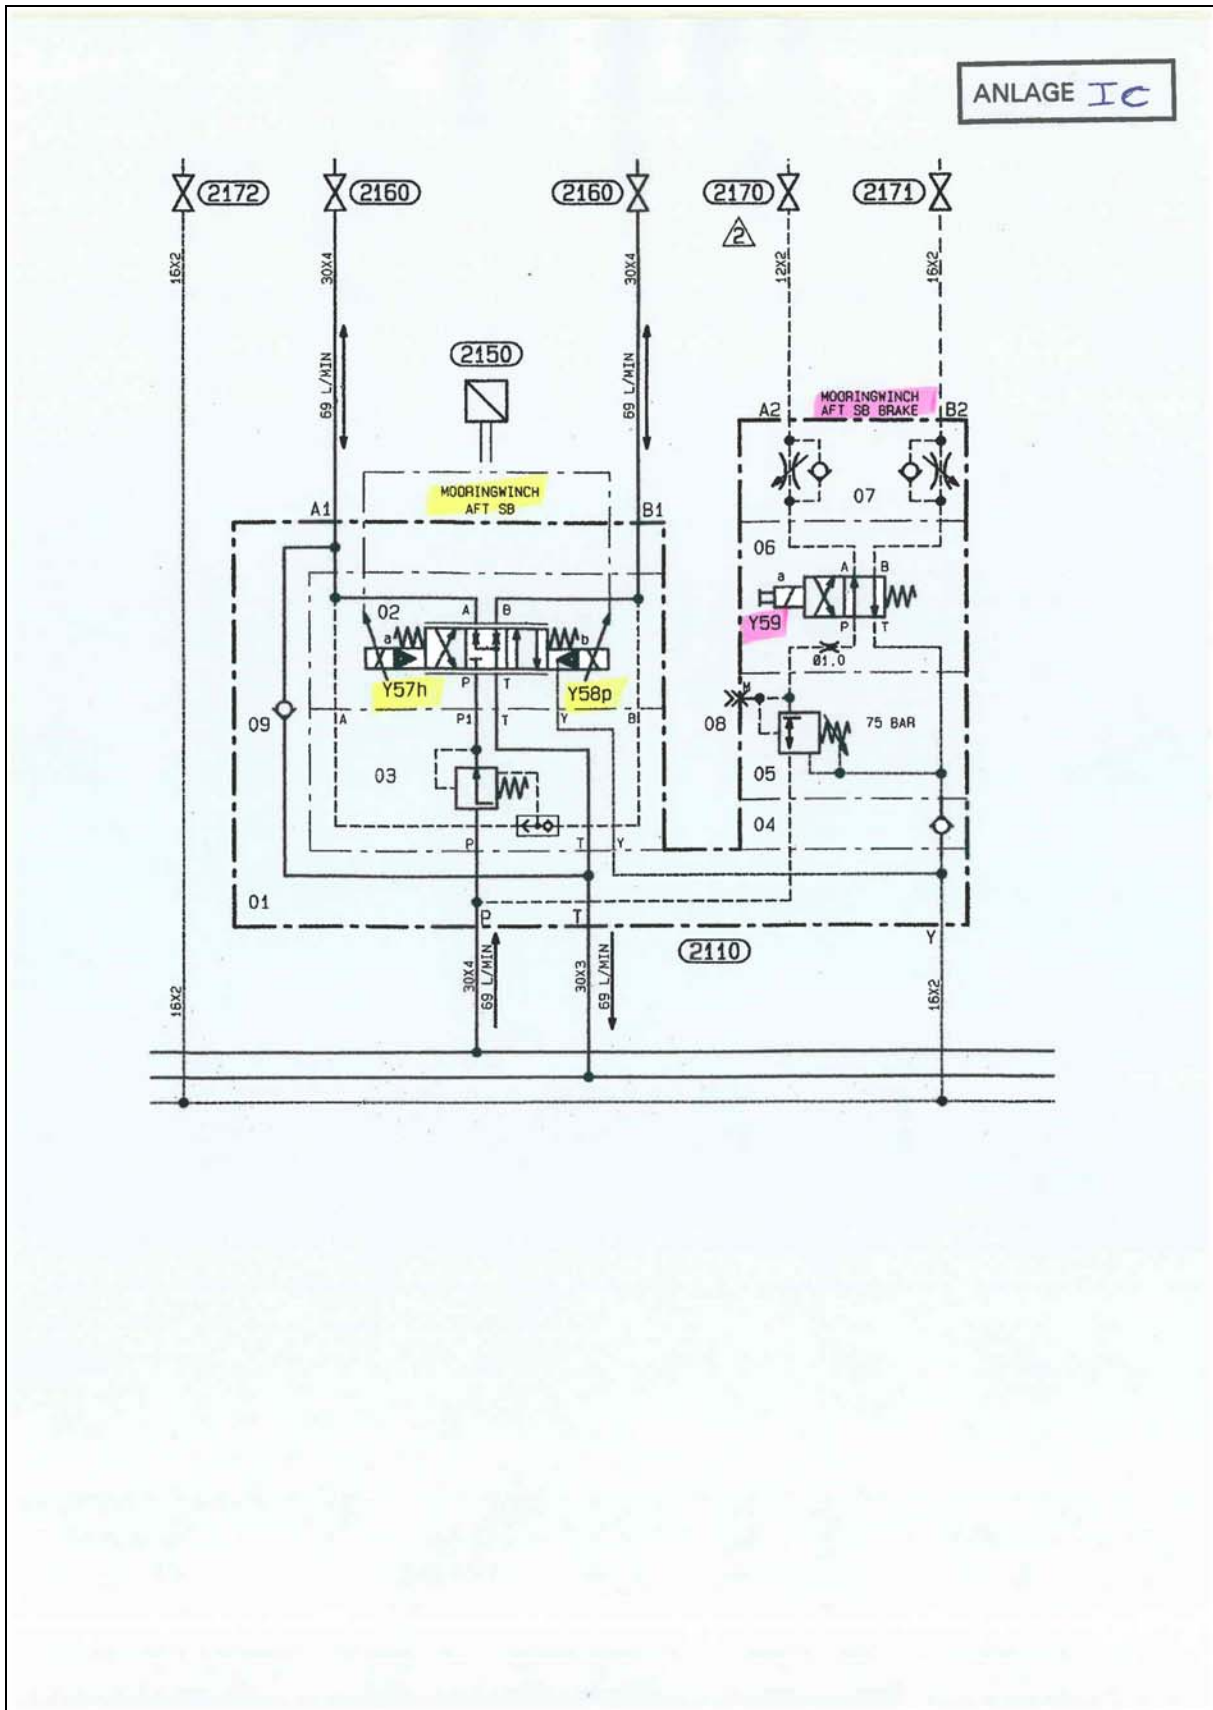 ANLAGE IC
2172
2160
2160
2170
2171
2
16X2
30X4
30X4
12X2
16X2
69 L/MIN
69 L/MIN
2150
MOORINGWINCH
AFT SB
MOORINGWINCH
AFT SB BRAKE
A1
B1
A2
B2
07
06
02
A
B
a
b
Y57h
P
T
Y58p
A
P1
T
Y
B
09
03
P
T
Y
01
P
T
a
A
B
Y59
P
T
Ø1.0
M
08
75 BAR
05
04
Y
2110
16X2
30X4
69 L/MIN
30X3
69 L/MIN
16X2